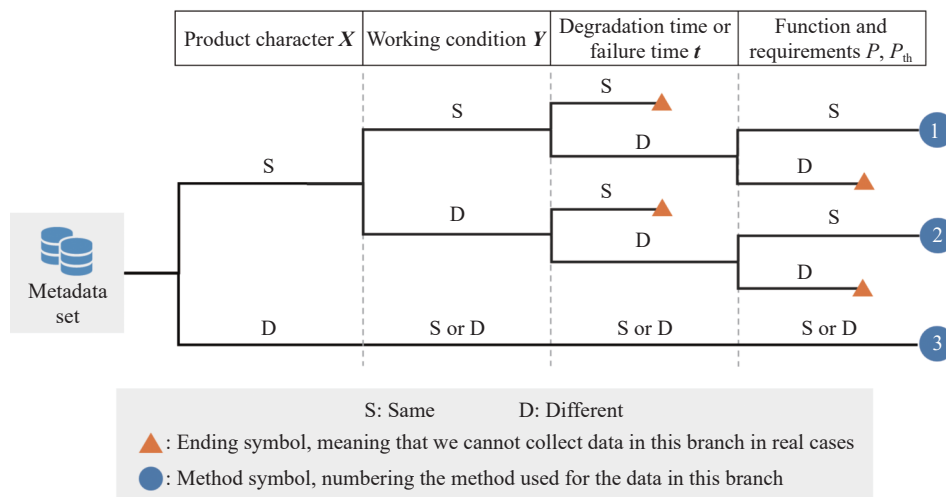 Product character X
Working condition Y
Degradation time or
failure time t
Function and
requirements P, Pth
S
S
S
1
S
D
D
S
S
D
D
S
2
D
D
Metadata
set
D
S or D
S or D
S or D
3
S: Same
D: Different
: Ending symbol, meaning that we cannot collect data in this branch in real cases
: Method symbol, numbering the method used for the data in this branch